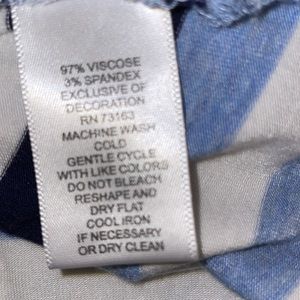 97% VISCOSE
3% SPANDEX
EXCLUSIVE OF
DECORATION
RN 73163
MACHINE WASH
COLD
GENTLE CYCLE
WITH LIKE COLORS
DO NOT BLEACH
RESHAPE AND
DRY FLAT
COOL IRON
IF NECESSARY
OR DRY CLEAN